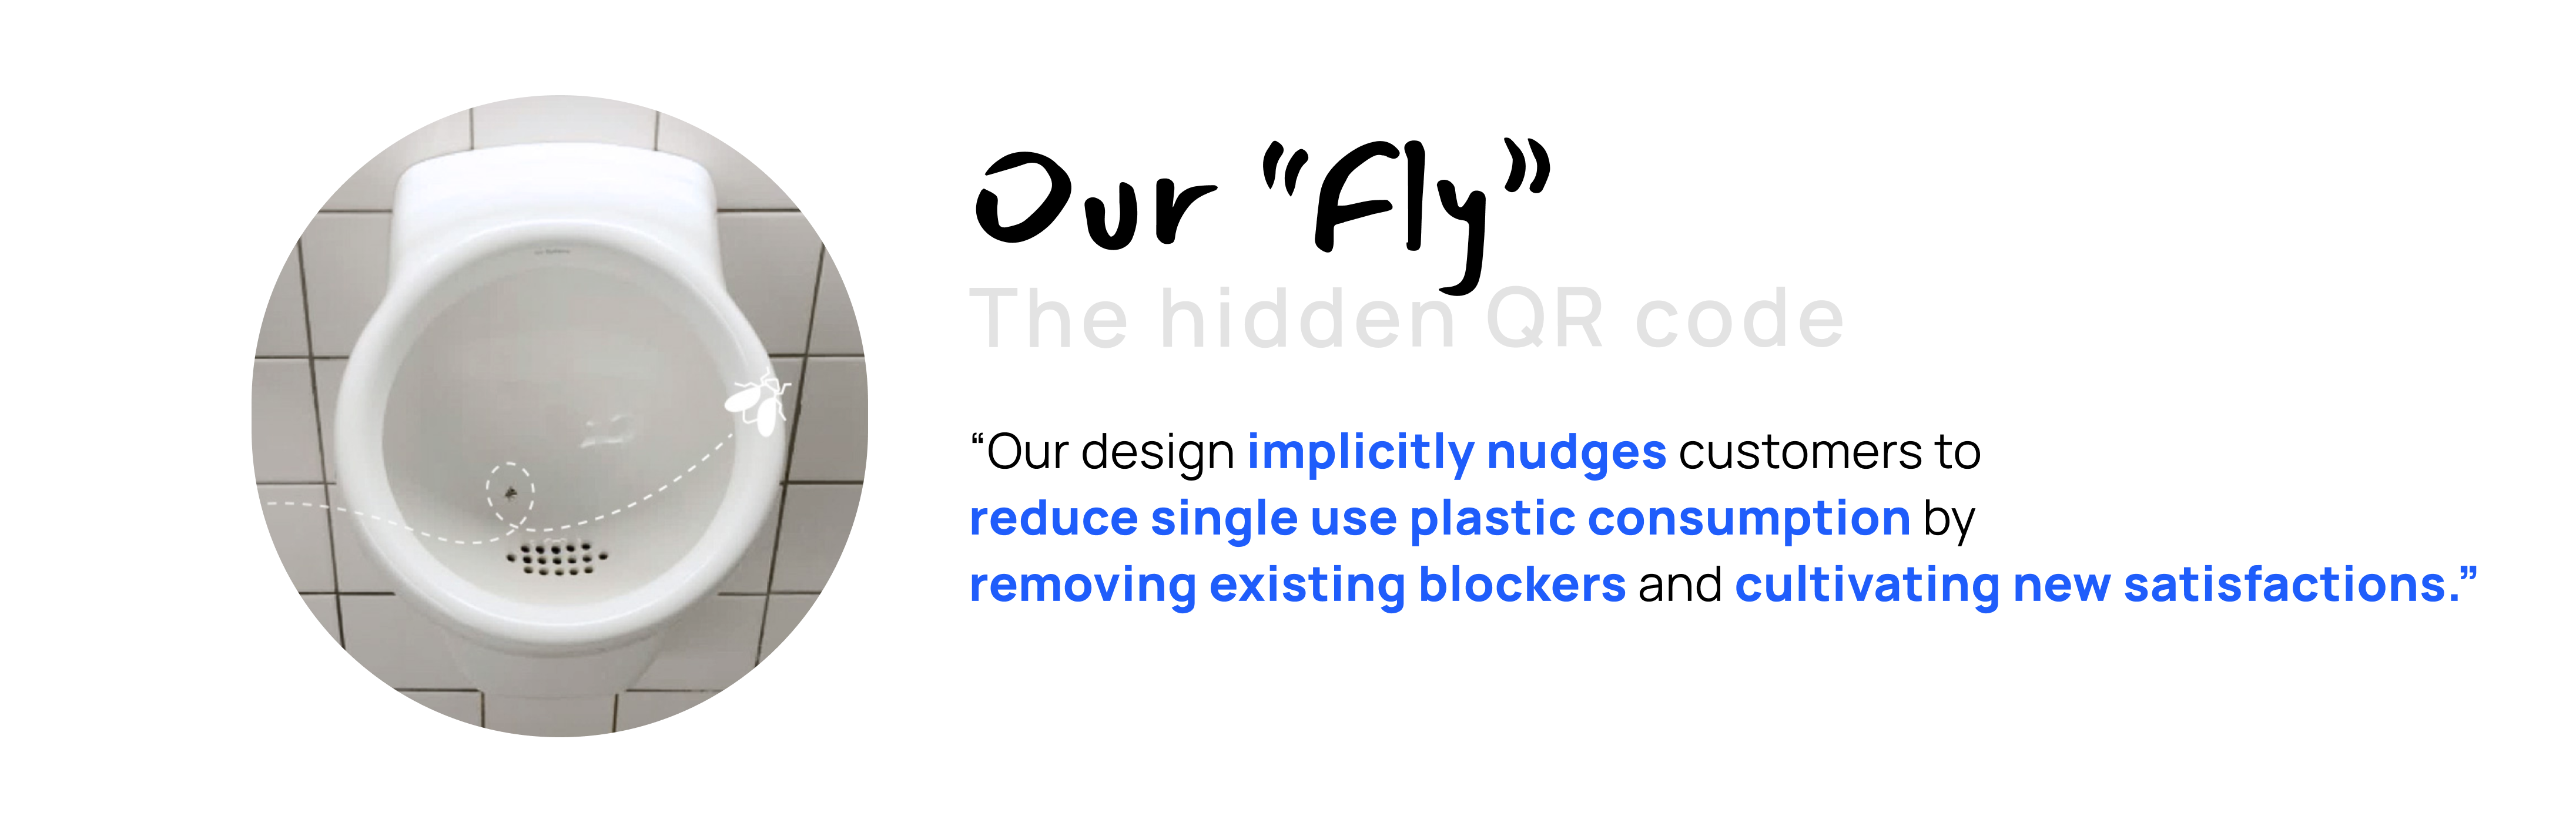 Our “Fly”
The hidden QR code
“Our design implicitly nudges customers to
reduce single use plastic consumption by
removing existing blockers and cultivating new satisfactions.”